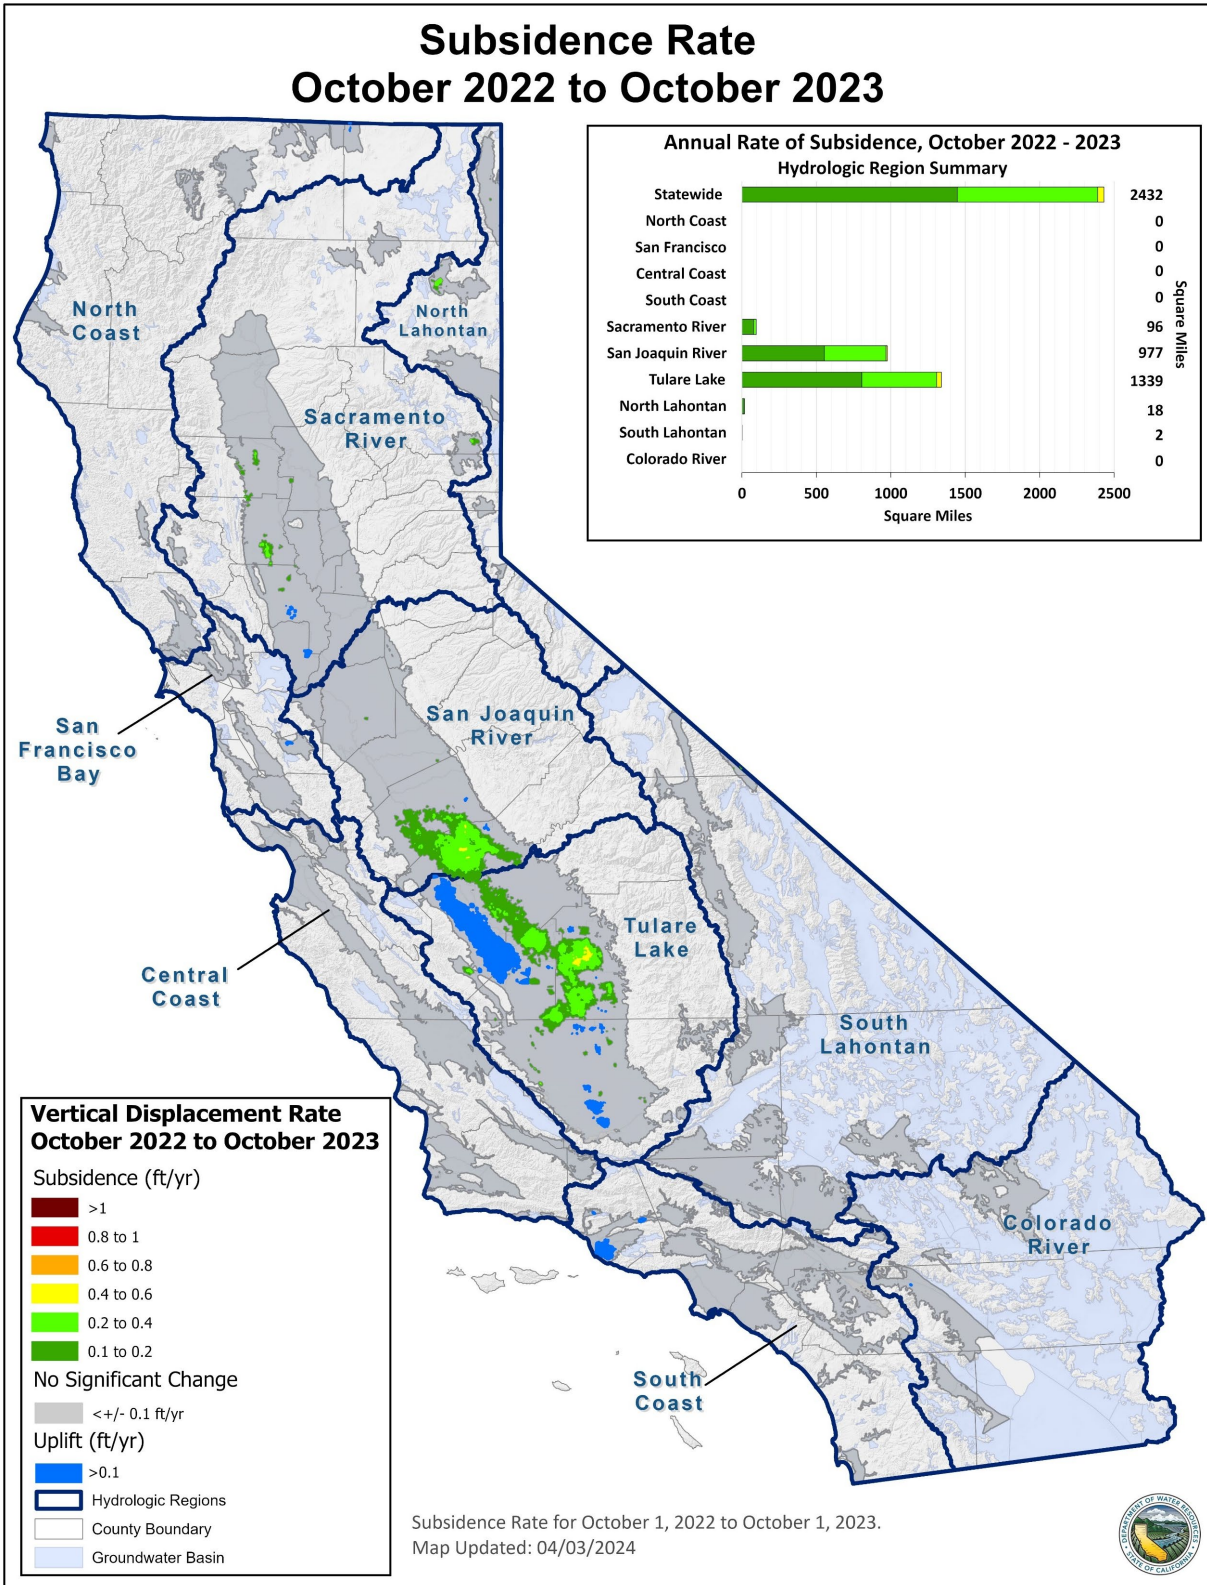 Subsidence Rate
October 2022 to October 2023
Annual Rate of Subsidence, October 2022 - 2023
Hydrologic Region Summary
Statewide 2432
North Coast 0
San Francisco 0
Central Coast 0
South Coast 0
Sacramento River 96
San Joaquin River 977
Tulare Lake 1339
North Lahontan 18
South Lahontan 2
Colorado River 0
Square Miles
0 500 1000 1500 2000 2500
Square Miles
North
Coast
North
Lahontan
Sacramento
River
San
Francisco
Bay
San Joaquin
River
Tulare
Lake
Central
Coast
South
Lahontan
Colorado
River
South
Coast
Vertical Displacement Rate
October 2022 to October 2023
Subsidence (ft/yr)
>1
0.8 to 1
0.6 to 0.8
0.4 to 0.6
0.2 to 0.4
0.1 to 0.2
No Significant Change
<+/- 0.1 ft/yr
Uplift (ft/yr)
>0.1
Hydrologic Regions
County Boundary
Groundwater Basin
Subsidence Rate for October 1, 2022 to October 1, 2023.
Map Updated: 04/03/2024
DEPARTMENT OF WATER RESOURCES
STATE OF CALIFORNIA